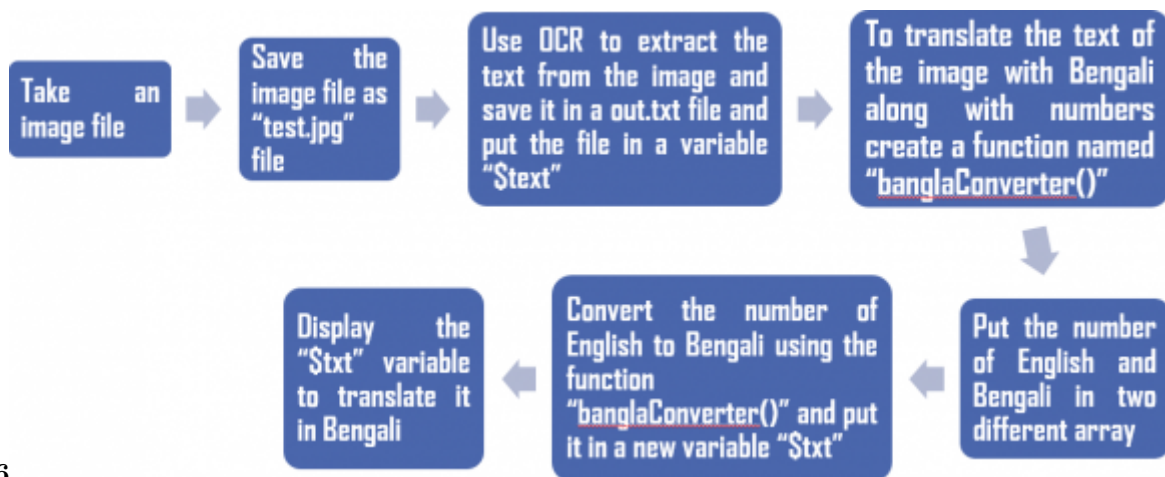 Take an
image file
Save the
image file as
“test.jpg”
file
Use OCR to extract the
text from the image and
save it in a out.txt file and
put the file in a variable
“$text”
To translate the text of
the image with Bengali
along with numbers
create a function named
“banglaConverter()”
Put the number
of English and
Bengali in two
different array
Convert the number of
English to Bengali using the
function
“banglaConverter()” and put
it in a new variable “$txt”
Display the
“$txt” variable
to translate it
in Bengali